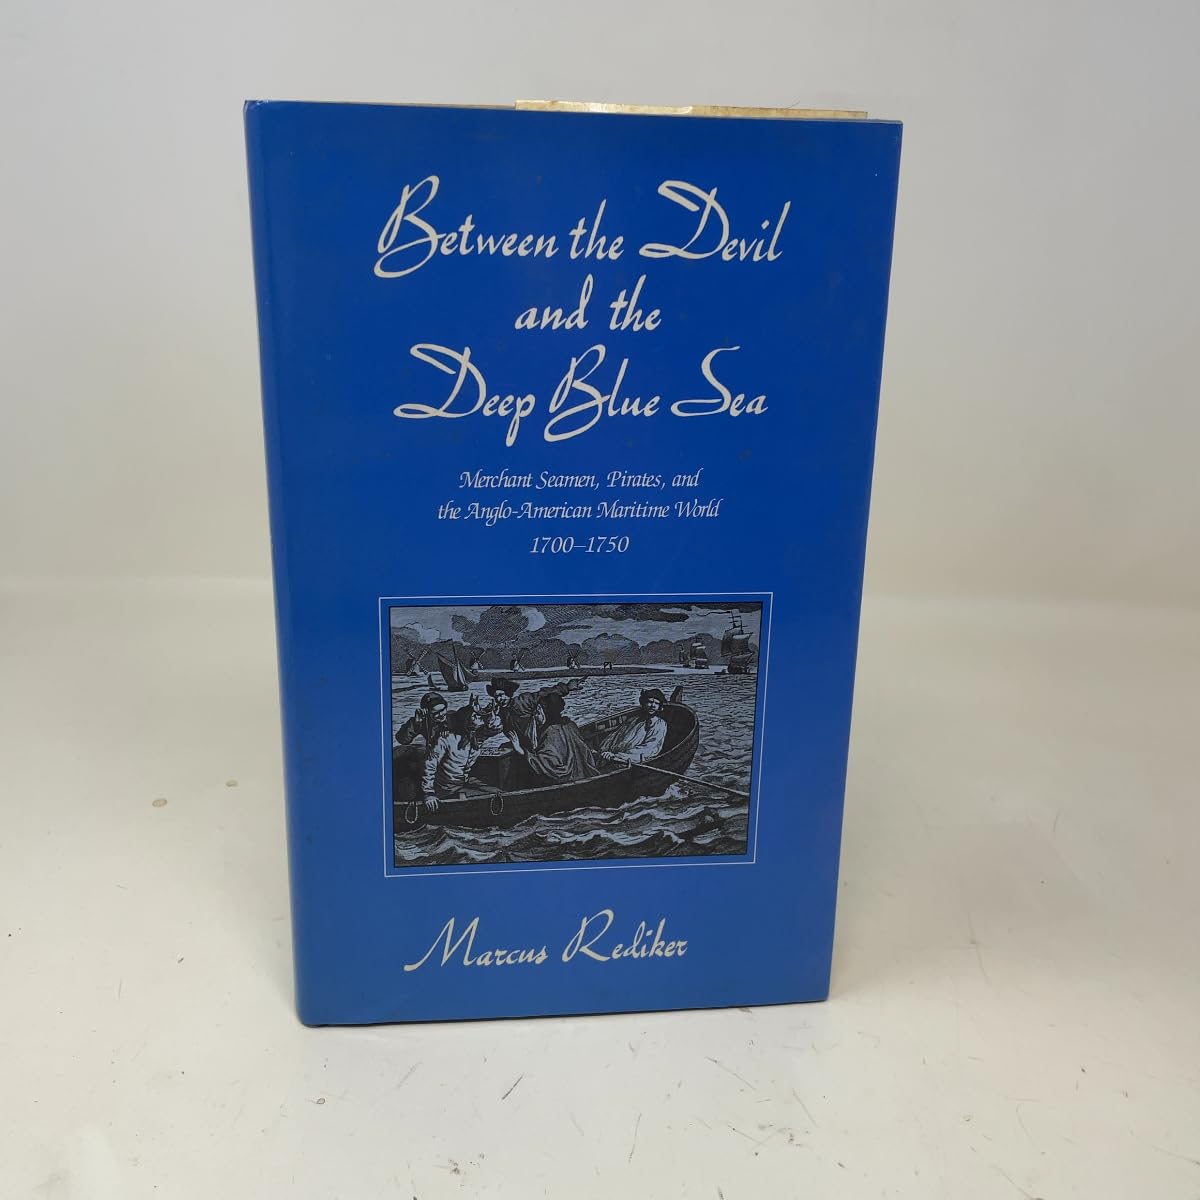 Between the Devil
and the
Deep Blue Sea
Merchant Seamen, Pirates, and
the Anglo-American Maritime World
1700–1750
Marcus Rediker